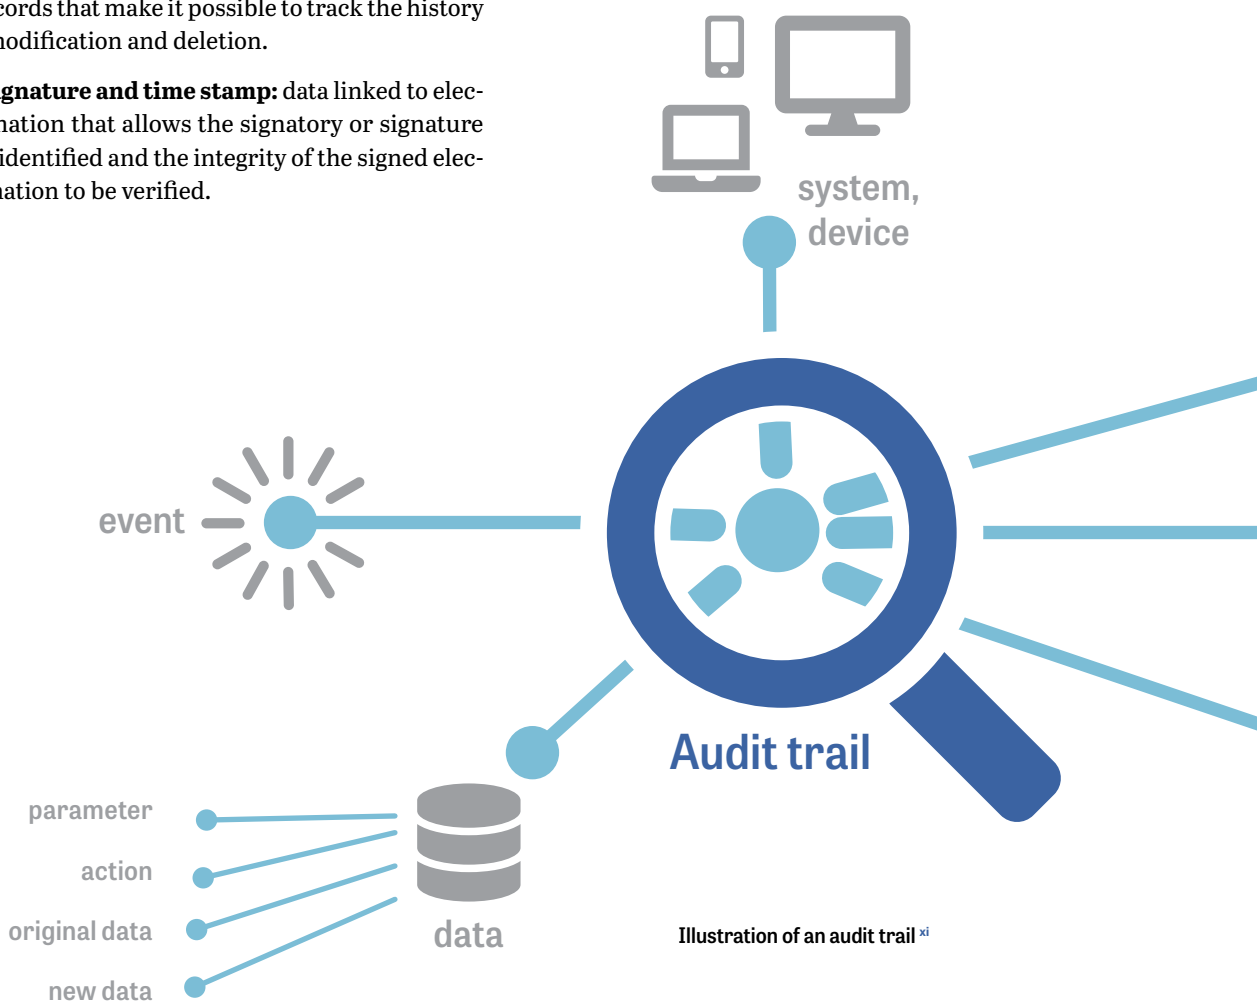 cords that make it possible to track the history
modification and deletion.
gnature and time stamp: data linked to elec-
nation that allows the signatory or signature
identified and the integrity of the signed elec-
nation to be verified.
system,
device
event
Audit trail
parameter
action
original data
new data
data
Illustration of an audit trail xi